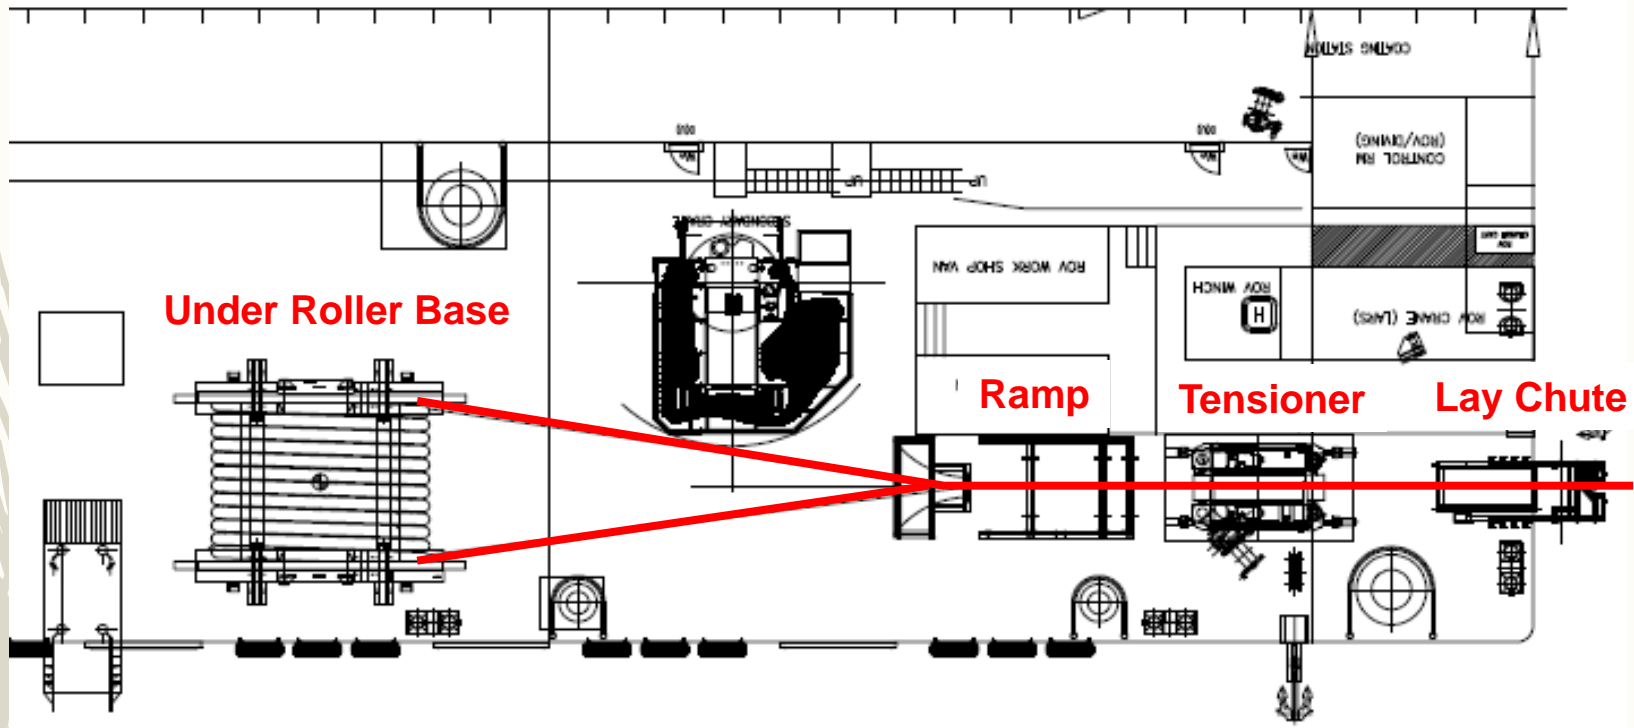 COATING STATION
CONTROL RM
(ROV/DIVING)
UP
UP
SECONDARY CRANE
ROV WORK SHOP VAN
ROV WINCH
H
ROV CRANE (LARS)
Under Roller Base
Ramp
Tensioner
Lay Chute